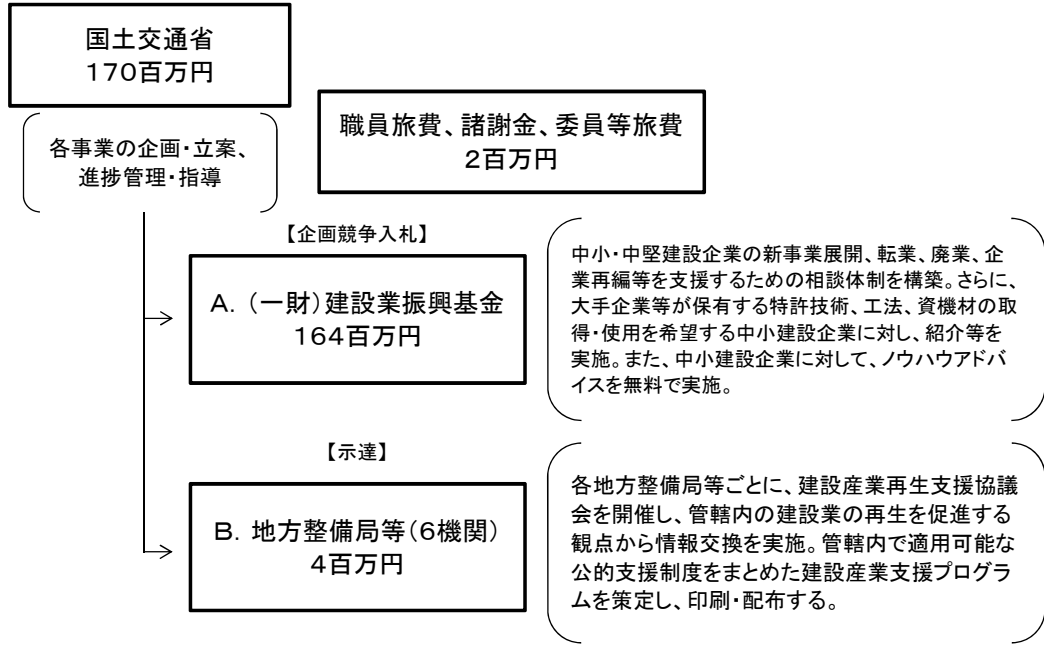 国土交通省
170百万円
各事業の企画・立案、
進捗管理・指導
職員旅費、諸謝金、委員等旅費
2百万円
【企画競争入札】
A. (一財)建設業振興基金
164百万円
中小・中堅建設企業の新事業展開、転業、廃業、企
業再編等を支援するための相談体制を構築。さらに、
大手企業等が保有する特許技術、工法、資機材の取
得・使用を希望する中小建設企業に対し、紹介等を
実施。また、中小建設企業に対して、ノウハウアドバ
イスを無料で実施。
【示達】
B. 地方整備局等(6機関)
4百万円
各地方整備局等ごとに、建設産業再生支援協議
会を開催し、管轄内の建設業の再生を促進する
観点から情報交換を実施。管轄内で適用可能な
公的支援制度をまとめた建設産業支援プログラ
ムを策定し、印刷・配布する。